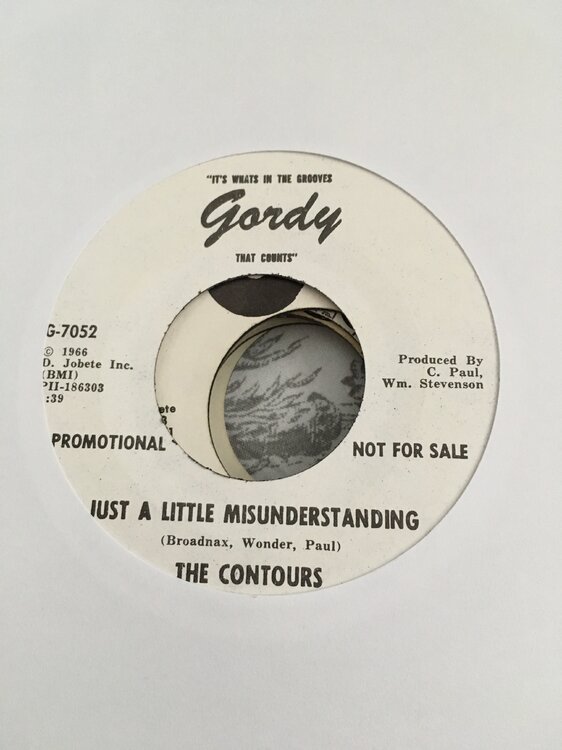 "IT'S WHATS IN THE GROOVES
Gordy
THAT COUNTS"
G-7052
© 1966
D. Jobete Inc.
(BMI)
PII-186303
:39
Produced By
C. Paul,
Wm. Stevenson
PROMOTIONAL
NOT FOR SALE
JUST A LITTLE MISUNDERSTANDING
(Broadnax, Wonder, Paul)
THE CONTOURS